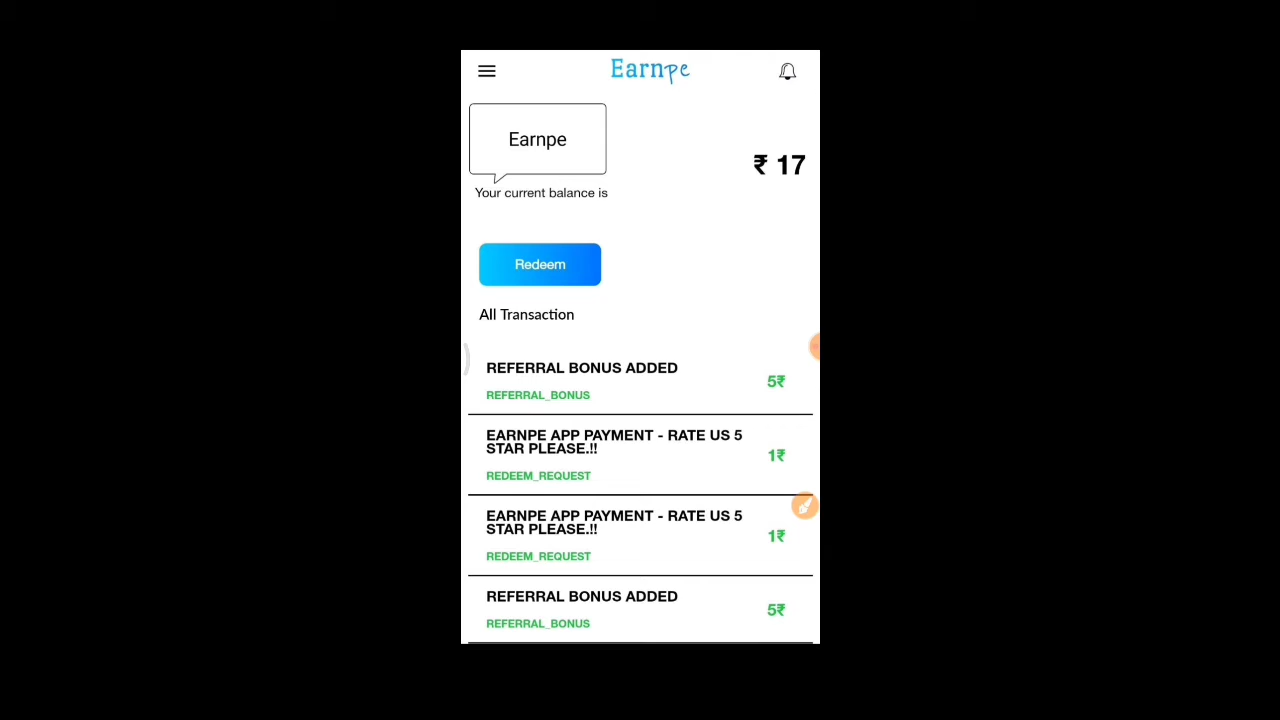 Earnpe
Earnpe
₹ 17
Your current balance is
Redeem
All Transaction
REFERRAL BONUS ADDED
5₹
REFERRAL_BONUS
EARNPE APP PAYMENT - RATE US 5
STAR PLEASE.!!
1₹
REDEEM_REQUEST
EARNPE APP PAYMENT - RATE US 5
STAR PLEASE.!!
1₹
REDEEM_REQUEST
REFERRAL BONUS ADDED
5₹
REFERRAL_BONUS